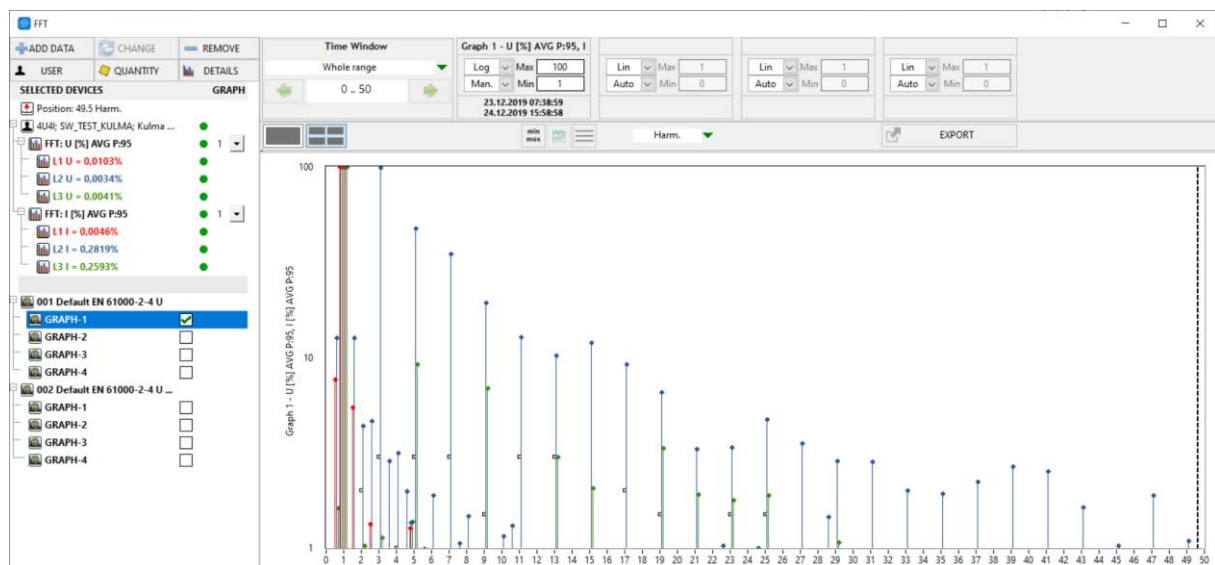 FFT
ADD DATA CHANGE REMOVE
USER QUANTITY DETAILS
SELECTED DEVICES GRAPH
Position: 49.5 Harm.
4U4I; SW_TEST_KULMA; Kulma ...
FFT: U [%] AVG P:95 1
L1 U = 0,0103%
L2 U = 0,0034%
L3 U = 0,0041%
FFT: I [%] AVG P:95 1
L1 I = 0,0046%
L2 I = 0,2819%
L3 I = 0,2593%
001 Default EN 61000-2-4 U
GRAPH-1
GRAPH-2
GRAPH-3
GRAPH-4
002 Default EN 61000-2-4 U ...
GRAPH-1
GRAPH-2
GRAPH-3
GRAPH-4
Time Window
Whole range
0 .. 50
Graph 1 - U [%] AVG P:95, I
Log Max 100
Man. Min 1
23.12.2019 07:38:59
24.12.2019 15:58:58
Lin Max 1
Auto Min 0
Lin Max 1
Auto Min 0
Lin Max 1
Auto Min 0
min
max
Harm.
EXPORT
Graph 1 - U [%] AVG P:95, I [%] AVG P:95
100
10
1
0 1 2 3 4 5 6 7 8 9 10 11 12 13 14 15 16 17 18 19 20 21 22 23 24 25 26 27 28 29 30 31 32 33 34 35 36 37 38 39 40 41 42 43 44 45 46 47 48 49 50